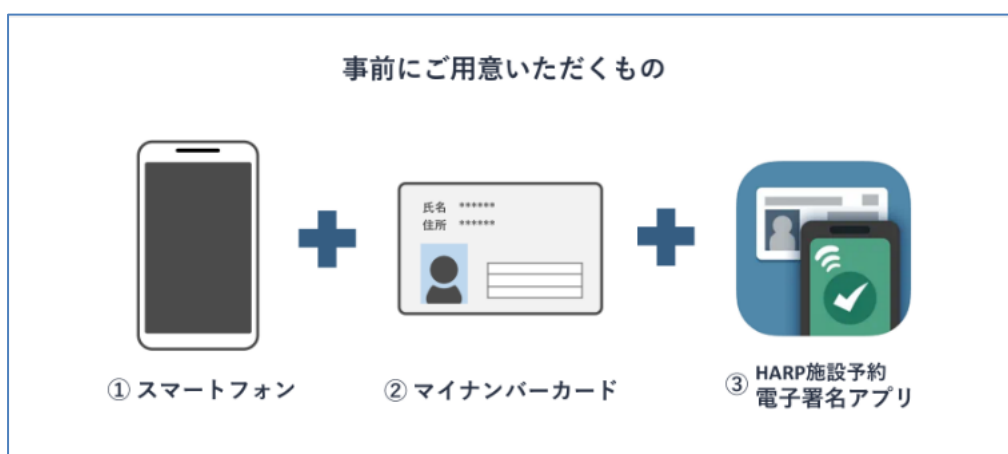 事前にご用意いただくもの
氏名 ******
住所 ******
① スマートフォン
② マイナンバーカード
③ HARP施設予約
電子署名アプリ